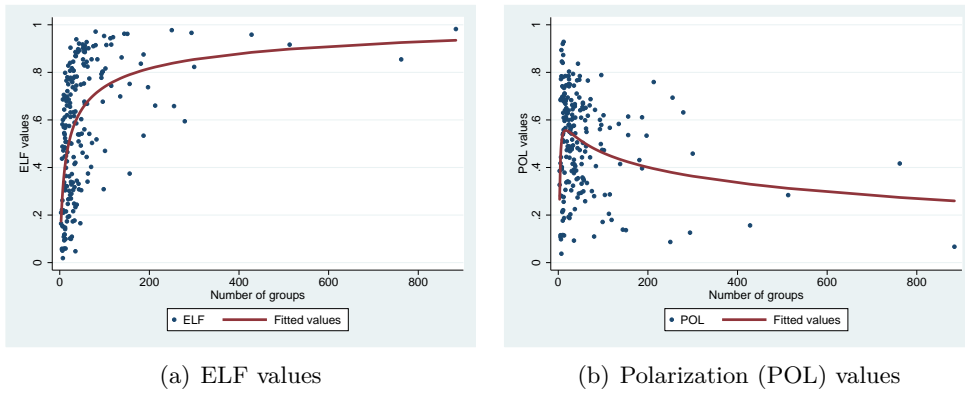 ELF values
0 .2 .4 .6 .8 1
0 200 400 600 800
Number of groups
ELF Fitted values
(a) ELF values
POL values
0 .2 .4 .6 .8 1
0 200 400 600 800
Number of groups
POL Fitted values
(b) Polarization (POL) values